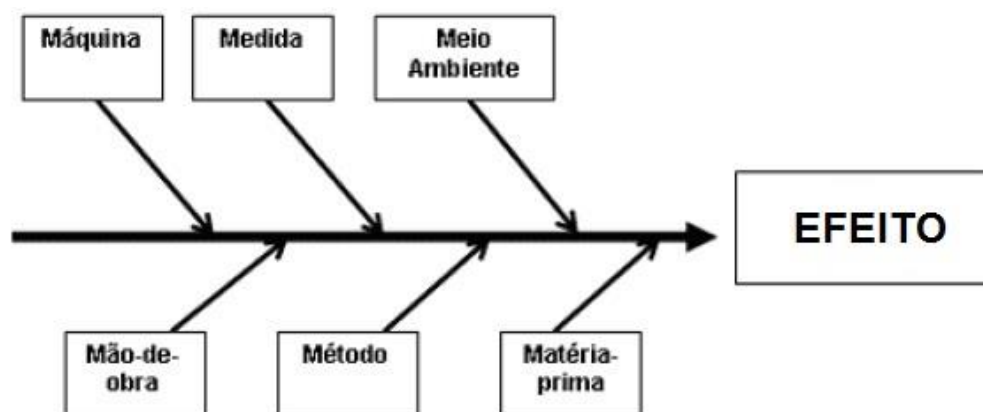 Máquina
Medida
Meio
Ambiente
EFEITO
Mão-de-
obra
Método
Matéria-
prima